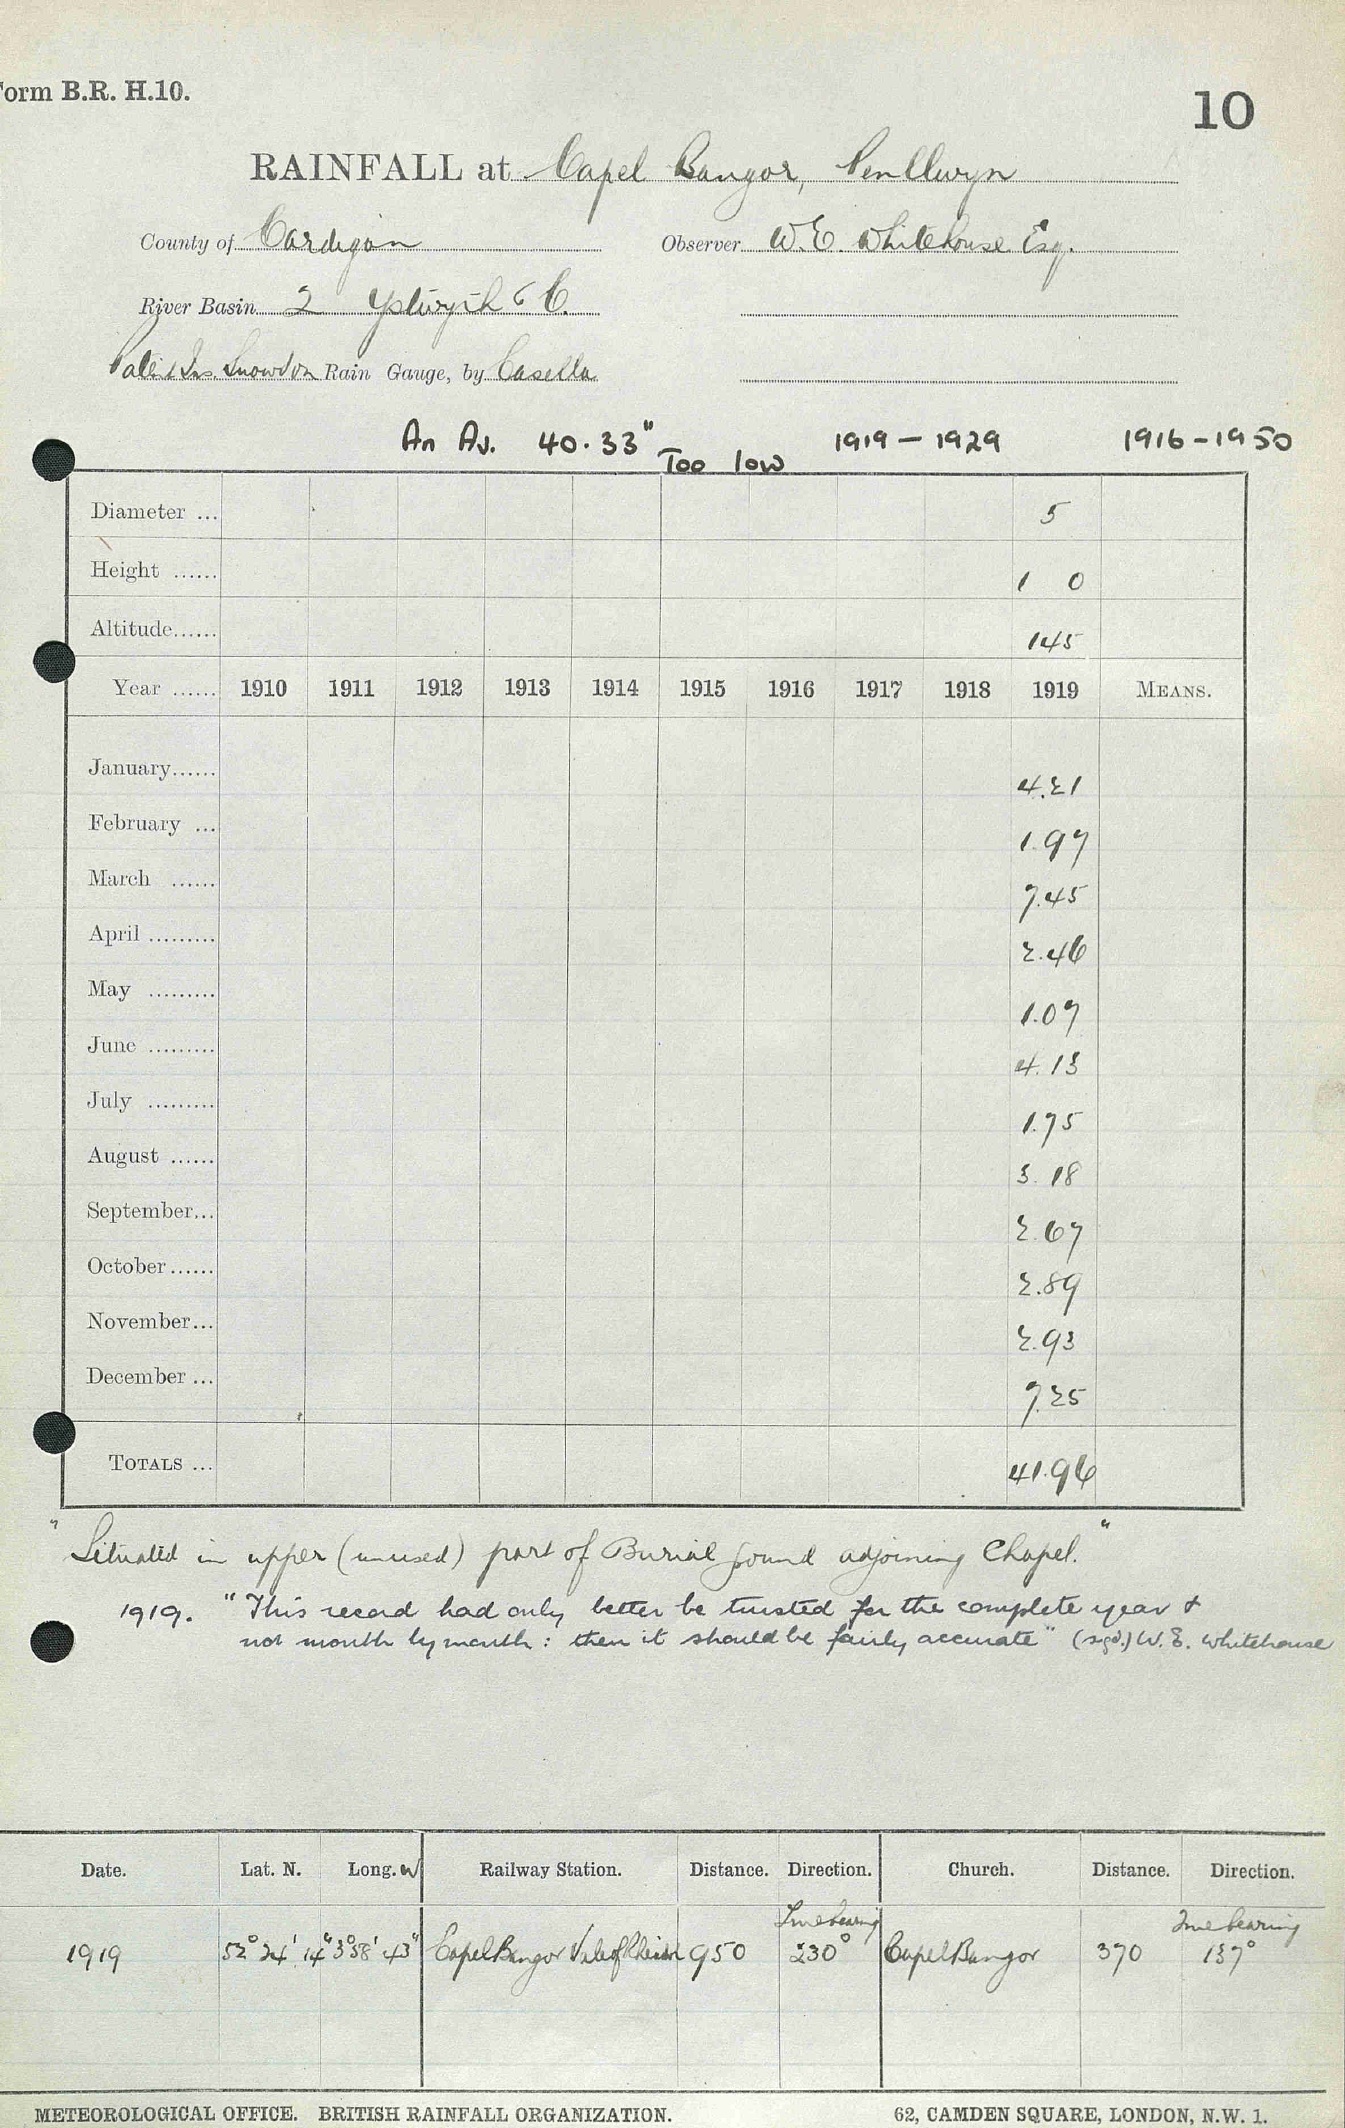 Form B.R. H.10.
10
RAINFALL at Capel Bangor, Penllwyn
County of Cardigan Observer W.E. Whitehouse Esq.
River Basin 2 Ystwyth & C.
Snowdon Rain Gauge, by Casella
An Av. 40.33" Too low 1919 - 1929 1916-1950
Diameter ... 5
Height ...... 1 0
Altitude...... 145
Year ...... 1910 1911 1912 1913 1914 1915 1916 1917 1918 1919 MEANS.
January...... 4.21
February ... 1.97
March ...... 7.45
April ......... 2.46
May ......... 1.07
June ......... 4.13
July ......... 1.75
August ...... 3.18
September... 2.67
October...... 2.89
November... 2.93
December ... 7.25
TOTALS ... 41.96
"Situated in upper (unused) part of Burial ground adjoining Chapel."
1919. "This record had only better be trusted for the complete year &
not month by month: then it should be fairly accurate" (sgd.) W. E. Whitehouse
Date. Lat. N. Long. W Railway Station. Distance. Direction. Church. Distance. Direction.
True bearing True bearing
1919 52° 24' 14" 3° 58' 43" Capel Bangor Vale of Rheidol 950 230° Capel Bangor 370 137°
METEOROLOGICAL OFFICE. BRITISH RAINFALL ORGANIZATION. 62, CAMDEN SQUARE, LONDON, N.W. 1.